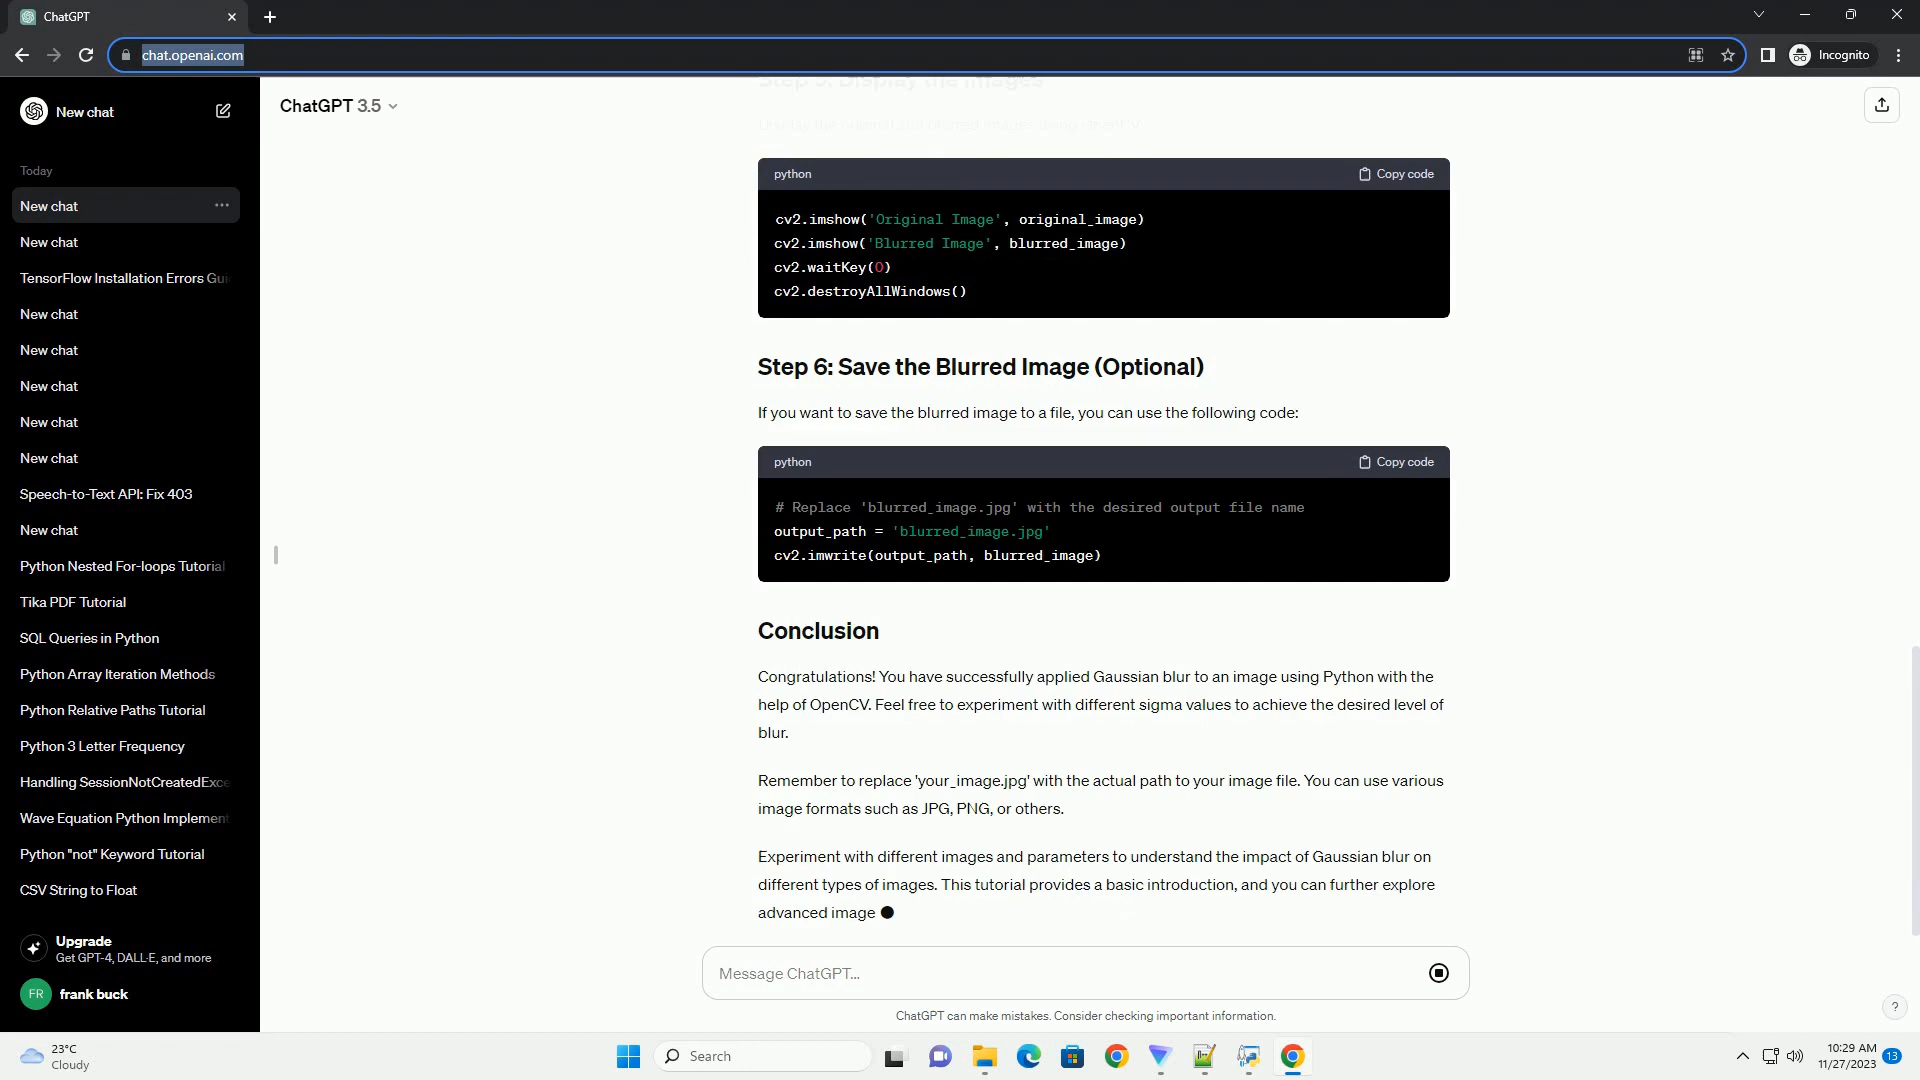 ChatGPT
chat.openai.com
Incognito
New chat
Today
New chat
New chat
TensorFlow Installation Errors Gui
New chat
New chat
New chat
New chat
New chat
Speech-to-Text API: Fix 403
New chat
Python Nested For-loops Tutorial
Tika PDF Tutorial
SQL Queries in Python
Python Array Iteration Methods
Python Relative Paths Tutorial
Python 3 Letter Frequency
Handling SessionNotCreatedExce
Wave Equation Python Implement
Python "not" Keyword Tutorial
CSV String to Float
Upgrade
Get GPT-4, DALL·E, and more
FR
frank buck
ChatGPT 3.5
Step 5: Display the Images
python
Copy code
cv2.imshow('Original Image', original_image)
cv2.imshow('Blurred Image', blurred_image)
cv2.waitKey(0)
cv2.destroyAllWindows()
Step 6: Save the Blurred Image (Optional)
If you want to save the blurred image to a file, you can use the following code:
python
Copy code
# Replace 'blurred_image.jpg' with the desired output file name
output_path = 'blurred_image.jpg'
cv2.imwrite(output_path, blurred_image)
Conclusion
Congratulations! You have successfully applied Gaussian blur to an image using Python with the
help of OpenCV. Feel free to experiment with different sigma values to achieve the desired level of
blur.
Remember to replace 'your_image.jpg' with the actual path to your image file. You can use various
image formats such as JPG, PNG, or others.
Experiment with different images and parameters to understand the impact of Gaussian blur on
different types of images. This tutorial provides a basic introduction, and you can further explore
advanced image
Message ChatGPT...
ChatGPT can make mistakes. Consider checking important information.
?
23°C
Cloudy
Search
10:29 AM
11/27/2023
13